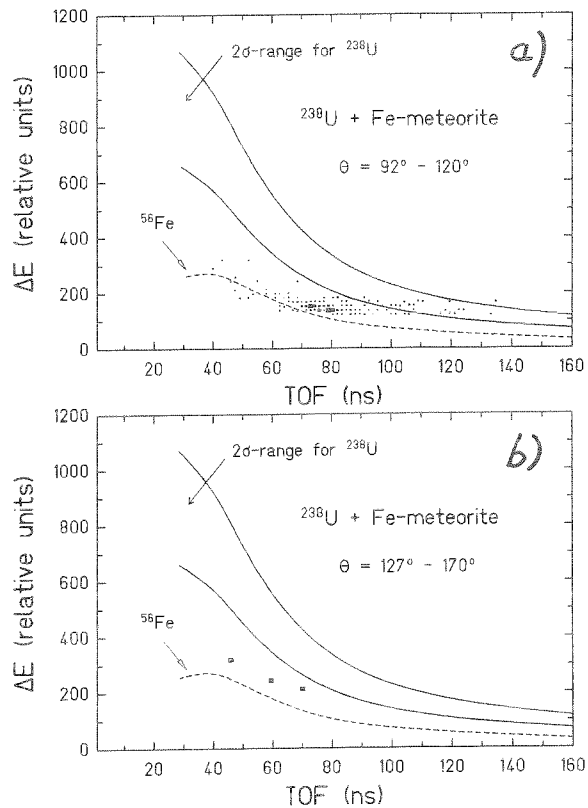 a)
1200
1000
800
600
400
200
0
ΔE (relative units)
2σ-range for ²³⁸U
²³⁸U + Fe-meteorite
θ = 92° - 120°
⁵⁶Fe
20 40 60 80 100 120 140 160
TOF (ns)
b)
1200
1000
800
600
400
200
0
ΔE (relative units)
2σ-range for ²³⁸U
²³⁸U + Fe-meteorite
θ = 127° - 170°
⁵⁶Fe
20 40 60 80 100 120 140 160
TOF (ns)